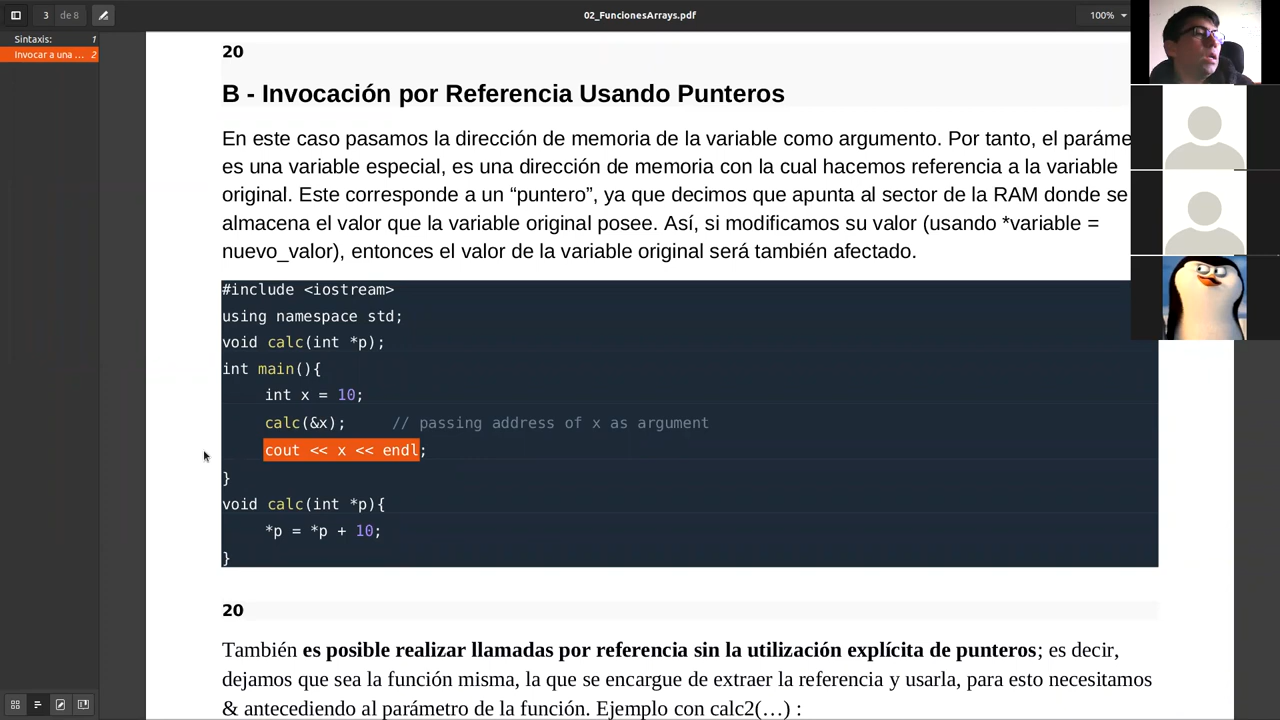 3 de 8
02_FuncionesArrays.pdf
100%
Sintaxis: 1
Invocar a una ... 2
20
B - Invocación por Referencia Usando Punteros
En este caso pasamos la dirección de memoria de la variable como argumento. Por tanto, el paráme
es una variable especial, es una dirección de memoria con la cual hacemos referencia a la variable
original. Este corresponde a un “puntero”, ya que decimos que apunta al sector de la RAM donde se
almacena el valor que la variable original posee. Así, si modificamos su valor (usando *variable =
nuevo_valor), entonces el valor de la variable original será también afectado.
#include <iostream>
using namespace std;
void calc(int *p);
int main(){
int x = 10;
calc(&x); // passing address of x as argument
cout << x << endl;
}
void calc(int *p){
*p = *p + 10;
}
20
También es posible realizar llamadas por referencia sin la utilización explícita de punteros; es decir,
dejamos que sea la función misma, la que se encargue de extraer la referencia y usarla, para esto necesitamos
& antecediendo al parámetro de la función. Ejemplo con calc2(…) :